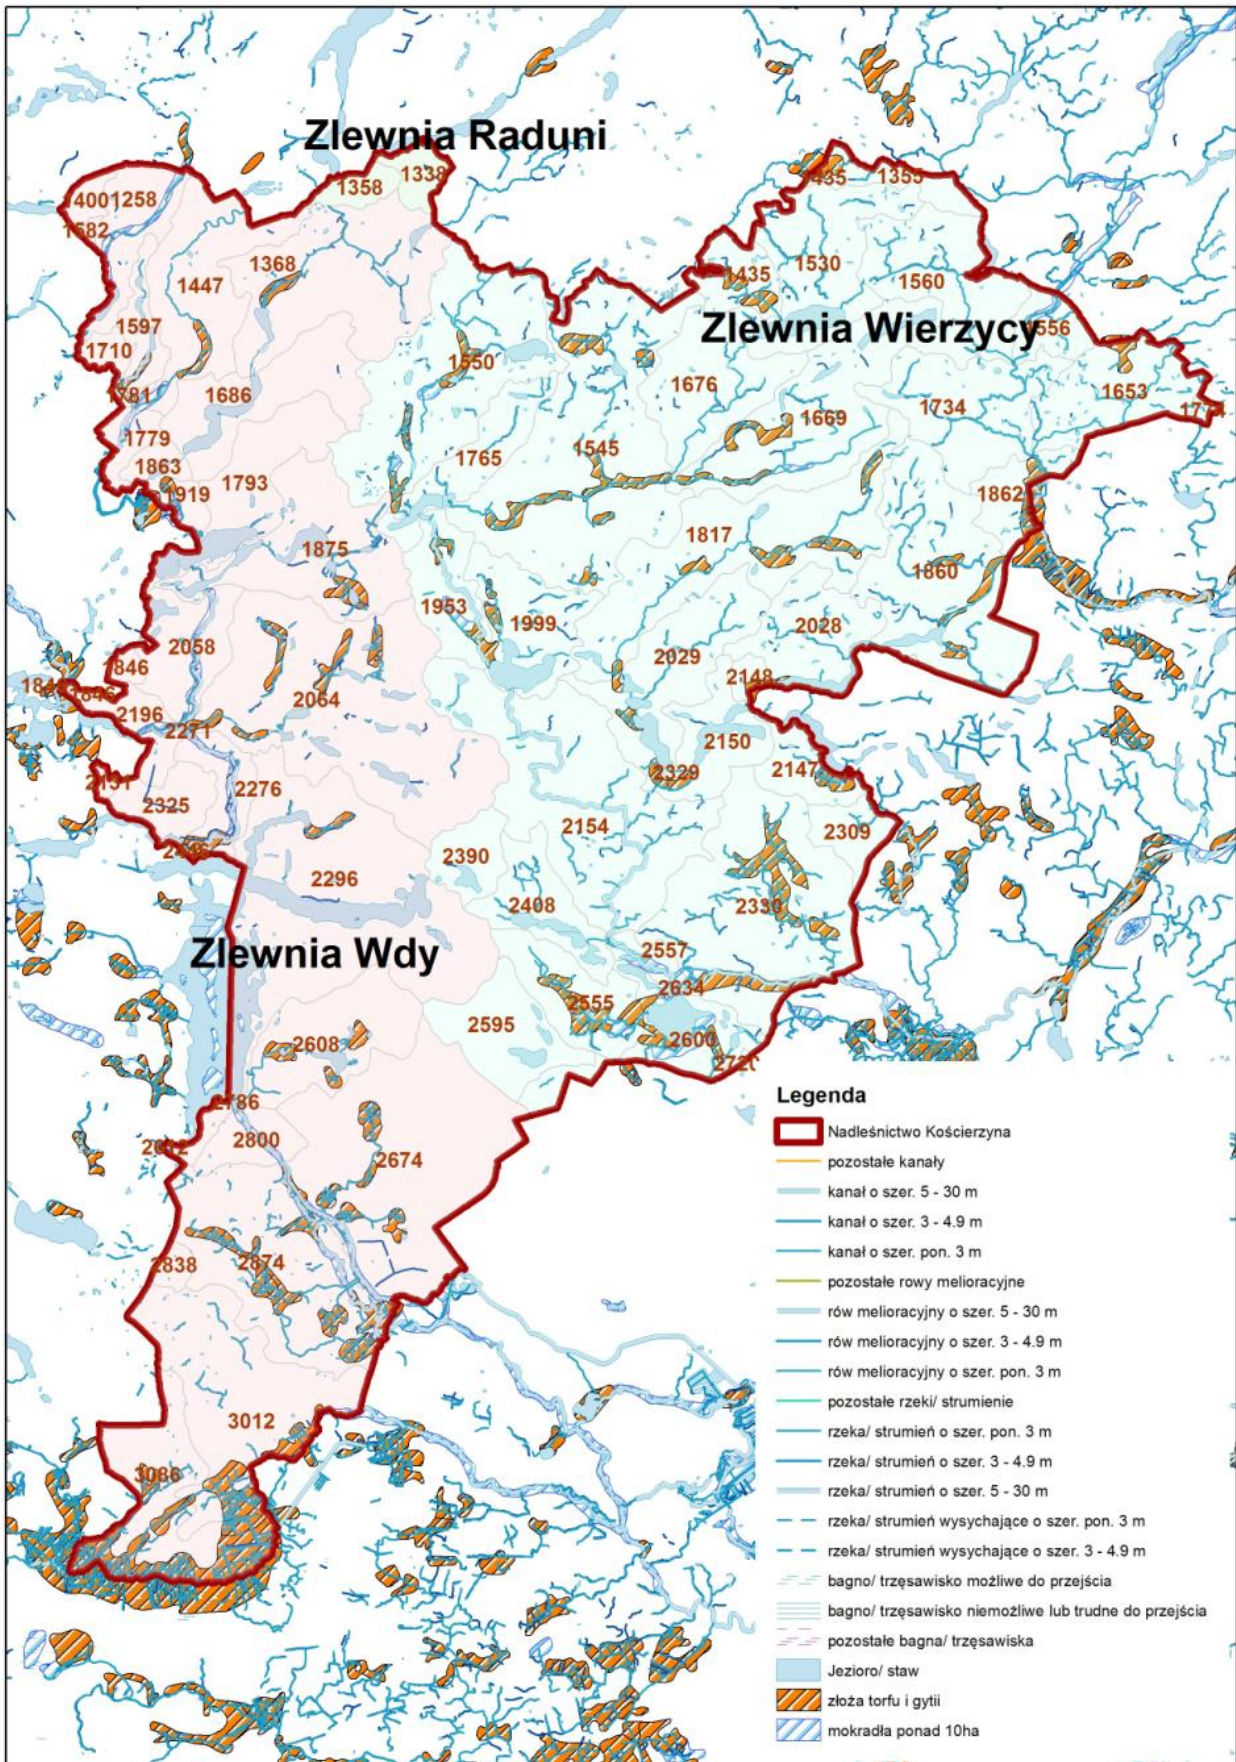 Zlewnia Raduni
1358
1338
1435
1355
1400
1258
1582
1368
1447
1435
1530
1560
Zlewnia Wierzycy
1597
1710
1550
1676
1653
1781
1686
1734
1669
1779
1765
1545
1863
1919
1793
1862
1875
1817
1860
1953
1999
2028
2058
1846
2029
2148
1846
2064
2196
2271
2150
2147
2329
2276
2325
2154
2309
2390
2296
2408
2330
Zlewnia Wdy
2557
2634
2555
2595
2600
2608
2786
2800
2674
2838
2874
3012
3086
Legenda
Nadleśnictwo Kościerzyna
pozostałe kanały
kanał o szer. 5 - 30 m
kanał o szer. 3 - 4.9 m
kanał o szer. pon. 3 m
pozostałe rowy melioracyjne
rów melioracyjny o szer. 5 - 30 m
rów melioracyjny o szer. 3 - 4.9 m
rów melioracyjny o szer. pon. 3 m
pozostałe rzeki/ strumienie
rzeka/ strumień o szer. pon. 3 m
rzeka/ strumień o szer. 3 - 4.9 m
rzeka/ strumień o szer. 5 - 30 m
rzeka/ strumień wysychające o szer. pon. 3 m
rzeka/ strumień wysychające o szer. 3 - 4.9 m
bagno/ trzęsawisko możliwe do przejścia
bagno/ trzęsawisko niemożliwe lub trudne do przejścia
pozostałe bagna/ trzęsawiska
Jezioro/ staw
złoża torfu i gytii
mokradła ponad 10ha